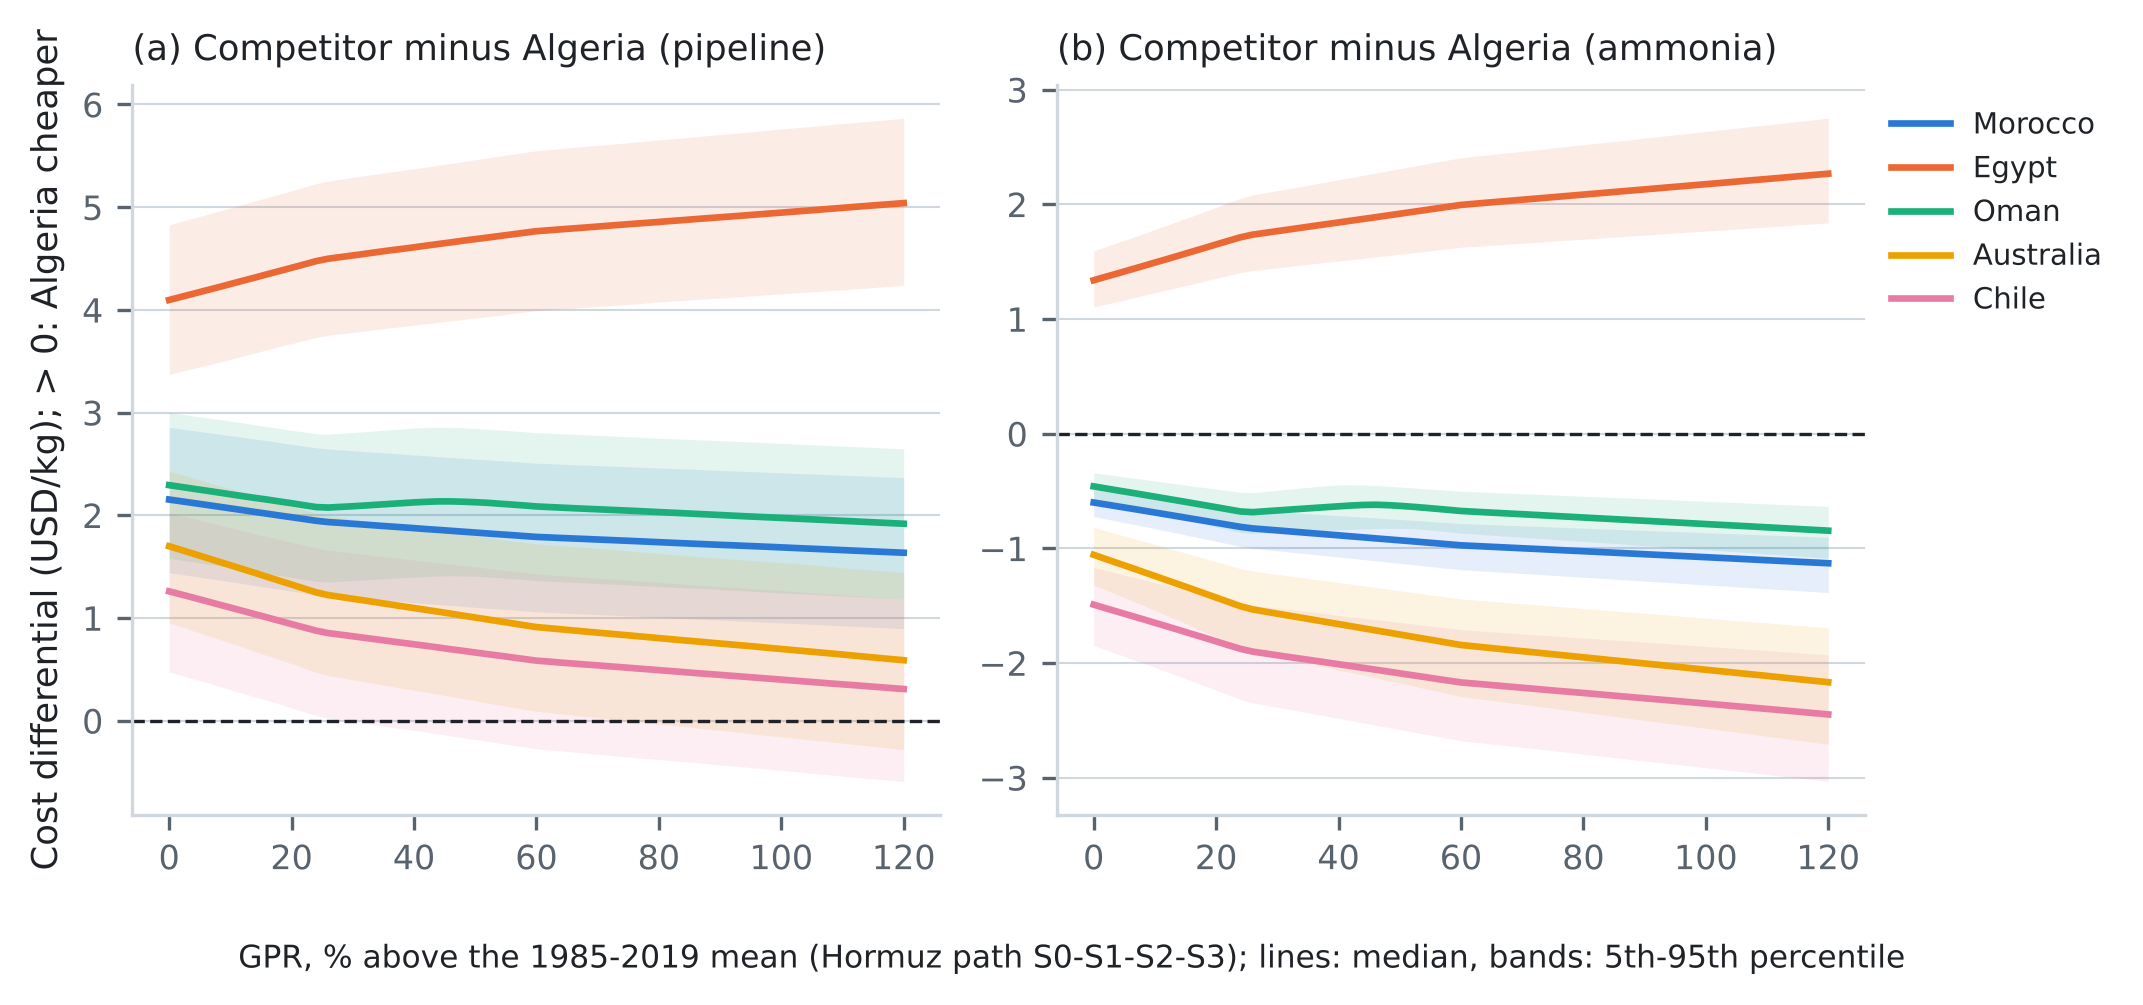 Cost differential (USD/kg); > 0: Algeria cheaper
(a) Competitor minus Algeria (pipeline)
6
5
4
3
2
1
0
0 20 40 60 80 100 120
(b) Competitor minus Algeria (ammonia)
3
2
1
0
−1
−2
−3
0 20 40 60 80 100 120
Morocco
Egypt
Oman
Australia
Chile
GPR, % above the 1985-2019 mean (Hormuz path S0-S1-S2-S3); lines: median, bands: 5th-95th percentile